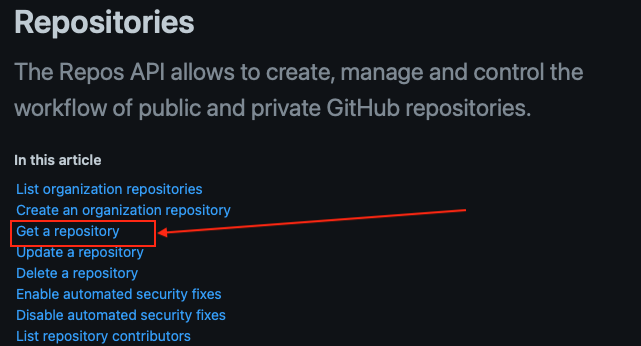 Repositories
The Repos API allows to create, manage and control the
workflow of public and private GitHub repositories.
In this article
List organization repositories
Create an organization repository
Get a repository
Update a repository
Delete a repository
Enable automated security fixes
Disable automated security fixes
List repository contributors